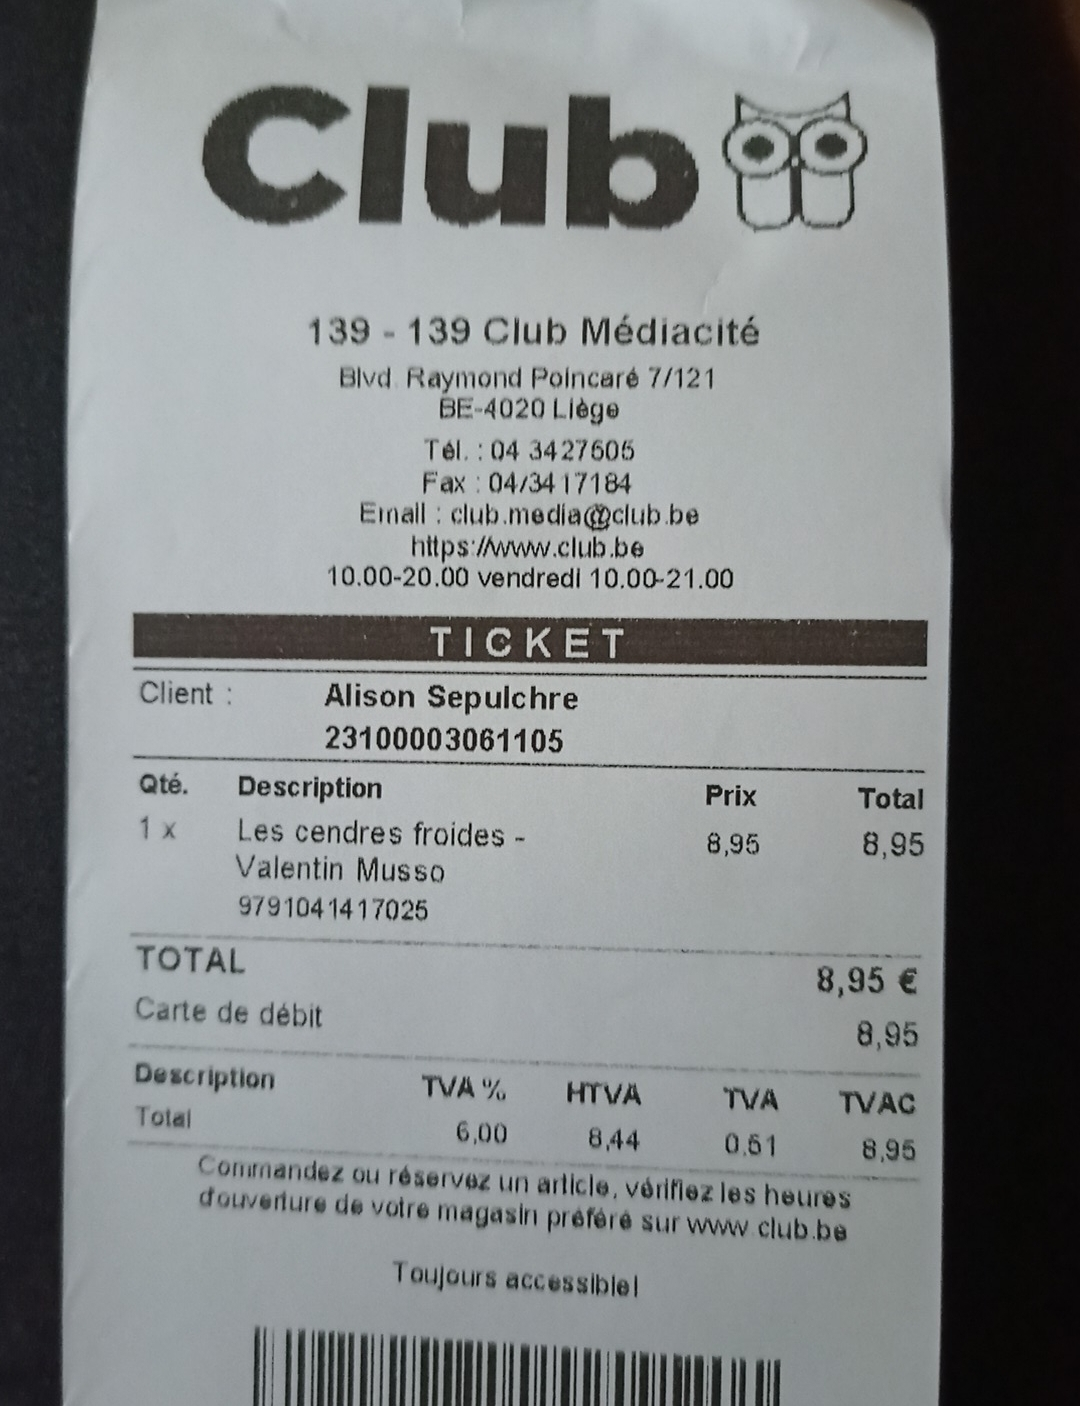 Club
139 - 139 Club Médiacité
Blvd. Raymond Poincaré 7/121
BE-4020 Liège
Tél. : 04 3427605
Fax : 04/3417184
Email : club.media@club.be
https://www.club.be
10.00-20.00 vendredi 10.00-21.00
TICKET
Client : Alison Sepulchre
23100003061105
Qté. Description Prix Total
1 x Les cendres froides - 8,95 8,95
Valentin Musso
9791041417025
TOTAL 8,95 €
Carte de débit 8,95
Description TVA % HTVA TVA TVAC
Total 6,00 8,44 0,51 8,95
Commandez ou réservez un article, vérifiez les heures
d'ouverture de votre magasin préféré sur www.club.be
Toujours accessible!